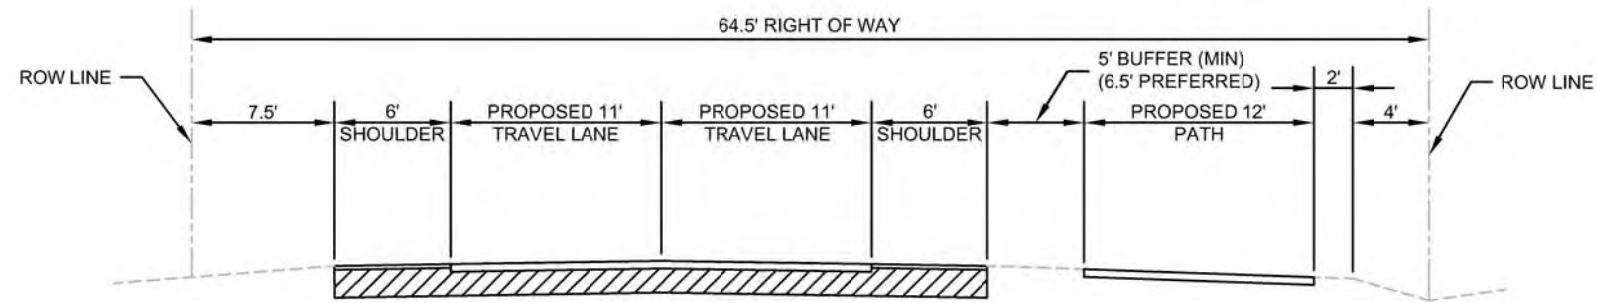 64.5' RIGHT OF WAY
ROW LINE
5' BUFFER (MIN)
(6.5' PREFERRED)
2'
ROW LINE
7.5'
6'
SHOULDER
PROPOSED 11'
TRAVEL LANE
PROPOSED 11'
TRAVEL LANE
6'
SHOULDER
PROPOSED 12'
PATH
4'